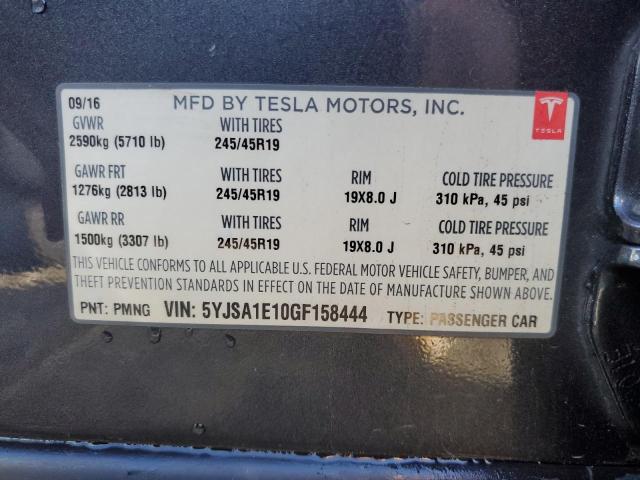 09/16 MFD BY TESLA MOTORS, INC.
TESLA
GVWR WITH TIRES
2590kg (5710 lb) 245/45R19
GAWR FRT WITH TIRES RIM COLD TIRE PRESSURE
1276kg (2813 lb) 245/45R19 19X8.0 J 310 kPa, 45 psi
GAWR RR WITH TIRES RIM COLD TIRE PRESSURE
1500kg (3307 lb) 245/45R19 19X8.0 J 310 kPa, 45 psi
THIS VEHICLE CONFORMS TO ALL APPLICABLE U.S. FEDERAL MOTOR VEHICLE SAFETY, BUMPER, AND
THEFT PREVENTION STANDARDS IN EFFECT ON THE DATE OF MANUFACTURE SHOWN ABOVE.
PNT: PMNG VIN: 5YJSA1E10GF158444 TYPE: PASSENGER CAR